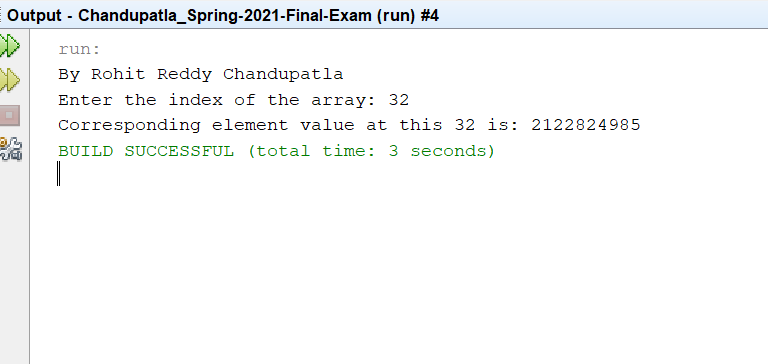 Output - Chandupatla_Spring-2021-Final-Exam (run) #4
run:
By Rohit Reddy Chandupatla
Enter the index of the array: 32
Corresponding element value at this 32 is: 2122824985
BUILD SUCCESSFUL (total time: 3 seconds)